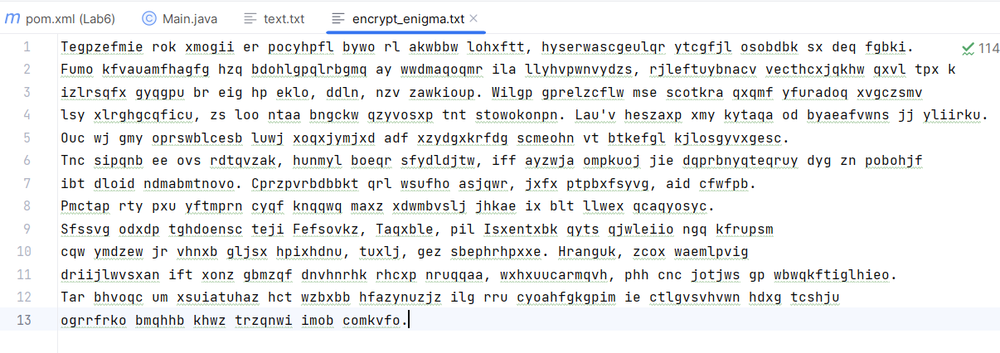 pom.xml (Lab6) Main.java text.txt encrypt_enigma.txt
1 Tegpzefmie rok xmogii er pocyhpfl bywo rl akwbbw lohxftt, hyserwascgeulqr ytcgfjl osobdbk sx deq fgbki. 114
2 Fumo kfvauamfhagfg hzq bdohlgpqlrbgmq ay wwdmaqoqmr ila llyhvpwnvydzs, rjleftuybnacv vecthcxjqkhw qxvl tpx k
3 izlrsqfx gyqgpu br eig hp eklo, ddln, nzv zawkioup. Wilgp gprelzcflw mse scotkra qxqmf yfuradoq xvgczsmv
4 lsy xlrghgcqficu, zs loo ntaa bngckw qzyvosxp tnt stowokonpn. Lau'v heszaxp xmy kytaqa od byaeafvwns jj yliirku.
5 Ouc wj gmy oprswblcesb luwj xoqxjymjxd adf xzydgxkrfdg scmeohn vt btkefgl kjlosgyvxgesc.
6 Tnc sipqnb ee ovs rdtqvzak, hunmyl boeqr sfydldjtw, iff ayzwja ompkuoj jie dqprbnyqteqruy dyg zn pobohjf
7 ibt dloid ndmabmtnovo. Cprzpvrbdbbkt qrl wsufho asjqwr, jxfx ptpbxfsyvg, aid cfwfpb.
8 Pmctap rty pxu yftmprn cyqf knqqwq maxz xdwmbvslj jhkae ix blt llwex qcaqyosyc.
9 Sfssvg odxdp tghdoensc teji Fefsovkz, Taqxble, pil Isxentxbk qyts qjwleiio ngq kfrupsm
10 cqw ymdzew jr vhnxb gljsx hpixhdnu, tuxlj, gez sbephrhpxxe. Hranguk, zcox waemlpvig
11 driijlwvsxan ift xonz gbmzqf dnvhnrhk rhcxp nruqqaa, wxhxuucarmqvh, phh cnc jotjws gp wbwqkftiglhieo.
12 Tar bhvoqc um xsuiatuhaz hct wzbxbb hfazynuzjz ilg rru cyoahfgkgpim ie ctlgvsvhvwn hdxg tcshju
13 ogrrfrko bmqhhb khwz trzqnwi imob comkvfo.